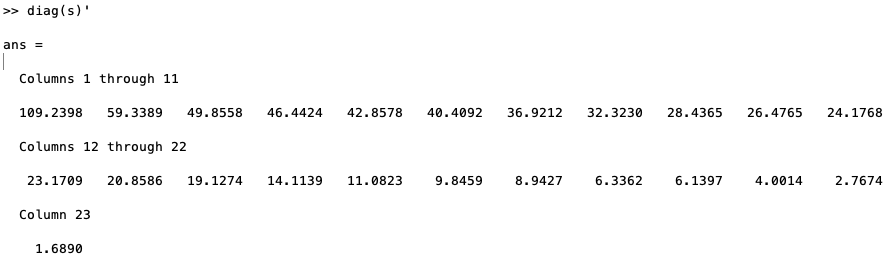 >> diag(s)'
ans =
Columns 1 through 11
109.2398 59.3389 49.8558 46.4424 42.8578 40.4092 36.9212 32.3230 28.4365 26.4765 24.1768
Columns 12 through 22
23.1709 20.8586 19.1274 14.1139 11.0823 9.8459 8.9427 6.3362 6.1397 4.0014 2.7674
Column 23
1.6890